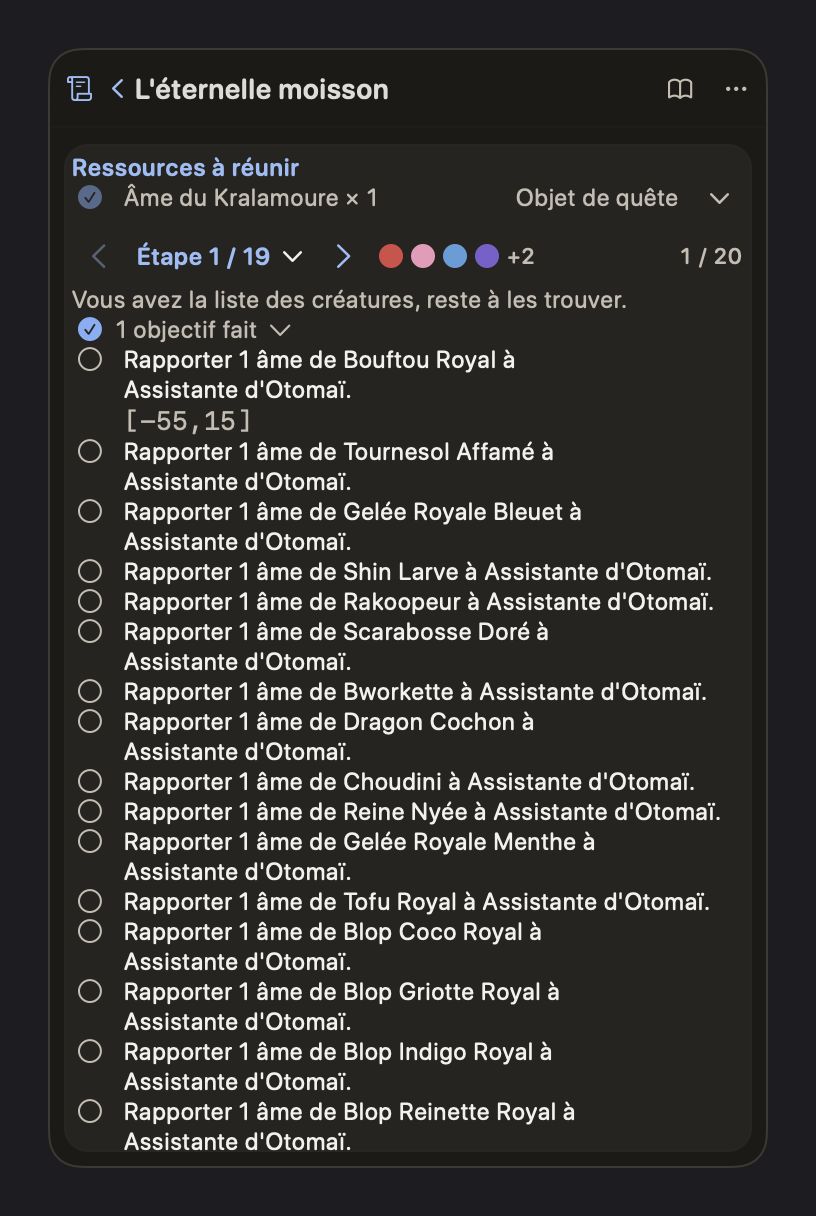 L'éternelle moisson
Ressources à réunir
Âme du Kralamoure × 1 Objet de quête
Étape 1 / 19 +2 1 / 20
Vous avez la liste des créatures, reste à les trouver.
1 objectif fait
Rapporter 1 âme de Bouftou Royal à
Assistante d'Otomaï.
[−55,15]
Rapporter 1 âme de Tournesol Affamé à
Assistante d'Otomaï.
Rapporter 1 âme de Gelée Royale Bleuet à
Assistante d'Otomaï.
Rapporter 1 âme de Shin Larve à Assistante d'Otomaï.
Rapporter 1 âme de Rakoopeur à Assistante d'Otomaï.
Rapporter 1 âme de Scarabosse Doré à
Assistante d'Otomaï.
Rapporter 1 âme de Bworkette à Assistante d'Otomaï.
Rapporter 1 âme de Dragon Cochon à
Assistante d'Otomaï.
Rapporter 1 âme de Choudini à Assistante d'Otomaï.
Rapporter 1 âme de Reine Nyée à Assistante d'Otomaï.
Rapporter 1 âme de Gelée Royale Menthe à
Assistante d'Otomaï.
Rapporter 1 âme de Tofu Royal à Assistante d'Otomaï.
Rapporter 1 âme de Blop Coco Royal à
Assistante d'Otomaï.
Rapporter 1 âme de Blop Griotte Royal à
Assistante d'Otomaï.
Rapporter 1 âme de Blop Indigo Royal à
Assistante d'Otomaï.
Rapporter 1 âme de Blop Reinette Royal à
Assistante d'Otomaï.